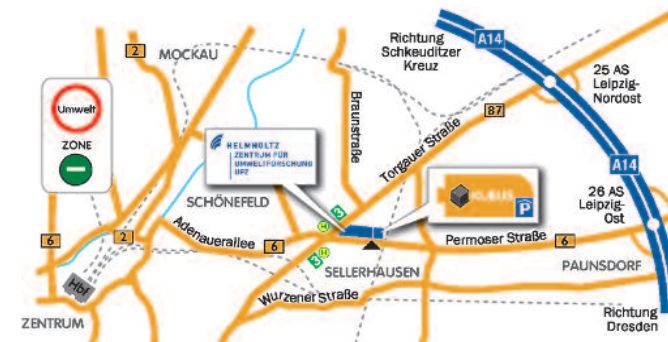 Richtung
Schkeuditzer
Kreuz
A14
2
MOCKAU
6
25 AS
Leipzig-
Nordost
Umwelt
ZONE
87
Braunstraße
Torgauer Straße
HELMHOLTZ
ZENTRUM FÜR
UMWELTFORSCHUNG
UFZ
A14
SCHÖNEFELD
KUBUS
P
26 AS
Leipzig-
Ost
3
H
6
2
Adenauerallee
6
Permoser Straße
6
H
3
SELLERHAUSEN
PAUNSDORF
Hbf
Wurzener Straße
ZENTRUM
Richtung
Dresden